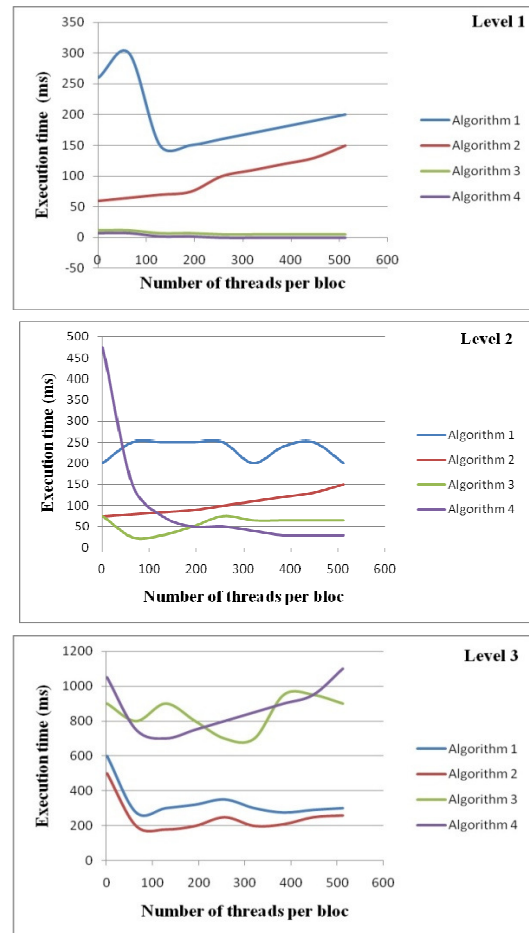 Level 1
350
300
250
200
150
100
50
0
-50
Execution time (ms)
0 100 200 300 400 500 600
Number of threads per bloc
Algorithm 1
Algorithm 2
Algorithm 3
Algorithm 4
Level 2
500
450
400
350
300
250
200
150
100
50
0
Execution time (ms)
0 100 200 300 400 500 600
Number of threads per bloc
Algorithm 1
Algorithm 2
Algorithm 3
Algorithm 4
Level 3
1200
1000
800
600
400
200
0
Execution time (ms)
0 100 200 300 400 500 600
Number of threads per bloc
Algorithm 1
Algorithm 2
Algorithm 3
Algorithm 4